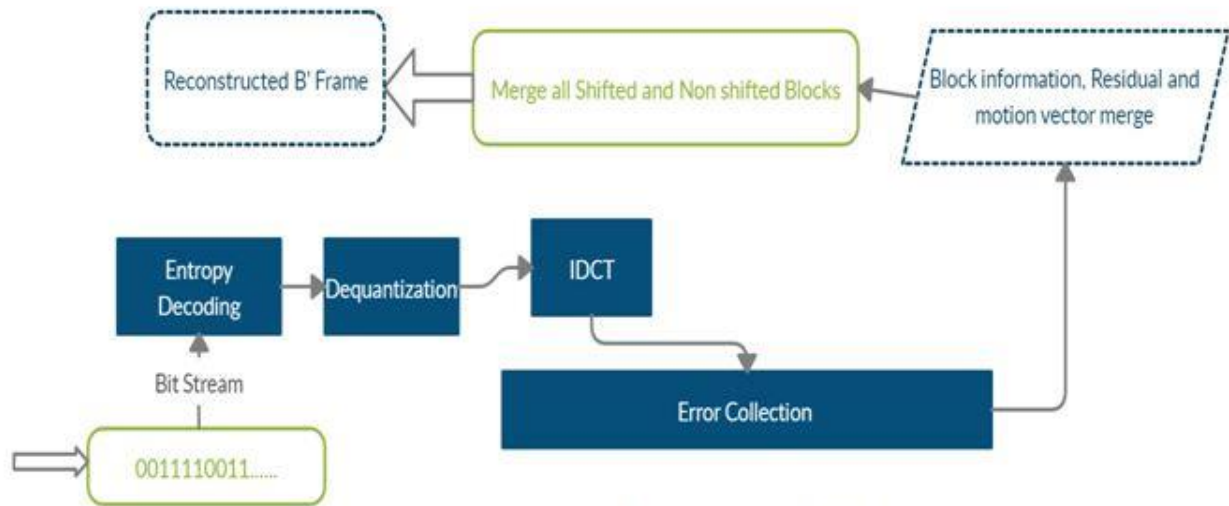 Reconstructed B' Frame
Merge all Shifted and Non shifted Blocks
Block information, Residual and
motion vector merge
Entropy
Decoding
Dequantization
IDCT
Bit Stream
Error Collection
0011110011......